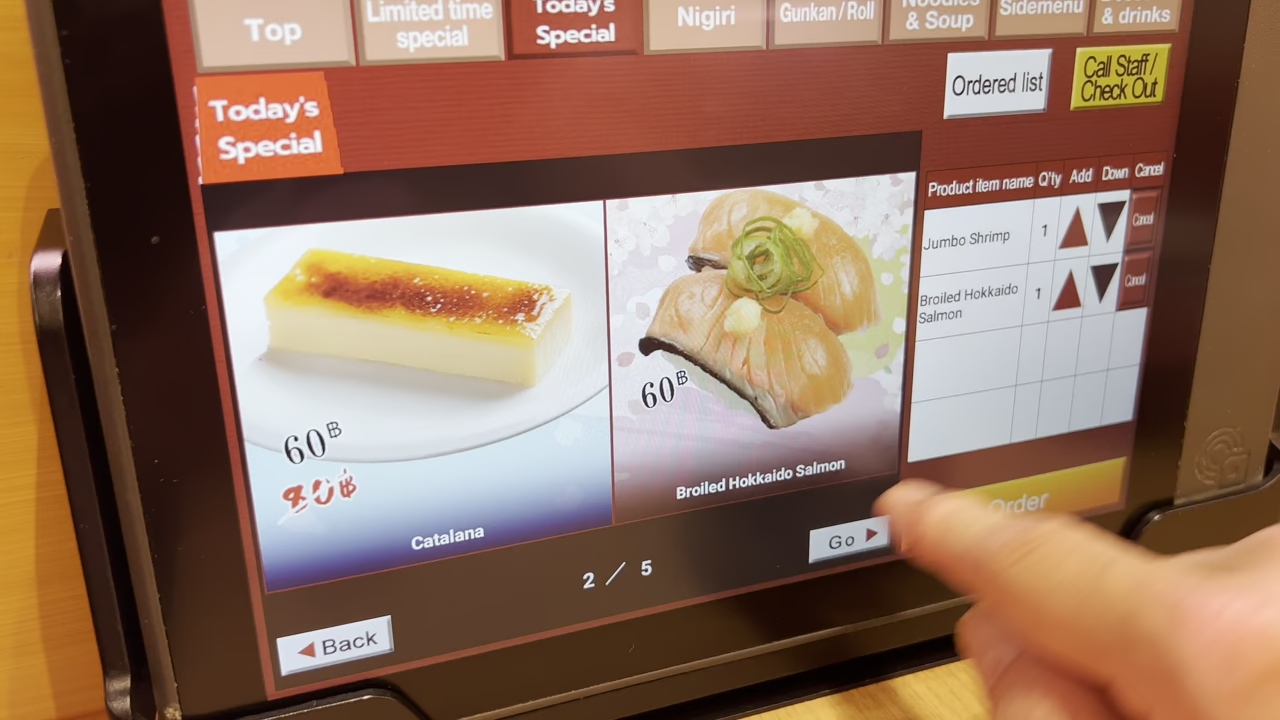 Top
Limited time
special
Today's
Special
Nigiri
Gunkan / Roll
Noodles
& Soup
Sidemenu
& drinks
Today's
Special
Ordered list
Call Staff /
Check Out
Product item name Q'ty Add Down Cancel
Jumbo Shrimp 1 Cancel
Broiled Hokkaido
Salmon 1 Cancel
60฿
80฿
Catalana
60฿
Broiled Hokkaido Salmon
Order
Go
2 / 5
Back